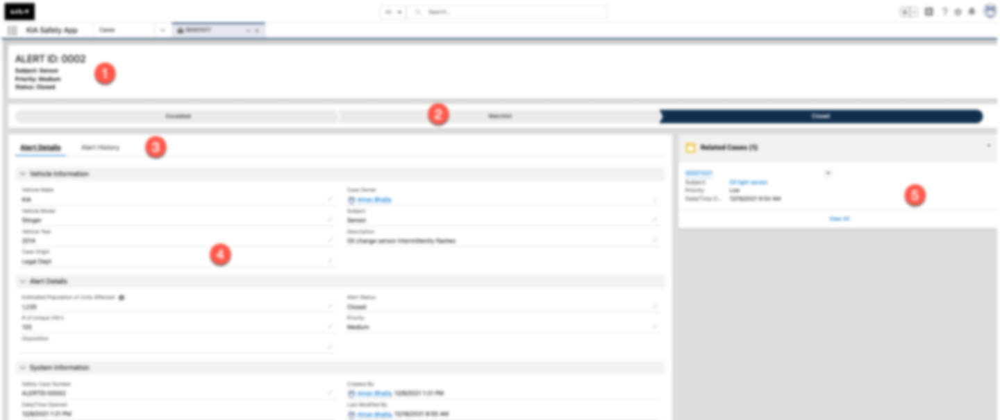 All
Search...
KIA Safety App
Cases
ALERT ID: 0002
Subject: Sensor
Priority: Medium
Status: Closed
1
Escalated
2
Watchlist
Closed
Alert Details
Alert History
3
Related Cases (1)
Vehicle Information
Vehicle Make
KIA
Case Owner
Aman Bhalla
Subject:
Oil light sensor
Priority:
Low
Date/Time O...
12/16/2021 8:54 AM
5
View All
Vehicle Model
Stinger
Subject
Sensor
Vehicle Year
2014
Description
Oil change sensor intermittently flashes
Case Origin
Legal Dept
4
Alert Details
Estimated Population of Units Affected
1,235
Alert Status
Closed
# of Unique VIN's
125
Priority
Medium
Disposition
System Information
Safety Case Number
ALERTID-00002
Created By
Aman Bhalla, 12/8/2021 1:21 PM
Date/Time Opened
12/8/2021 1:21 PM
Last Modified By
Aman Bhalla, 12/16/2021 8:55 AM